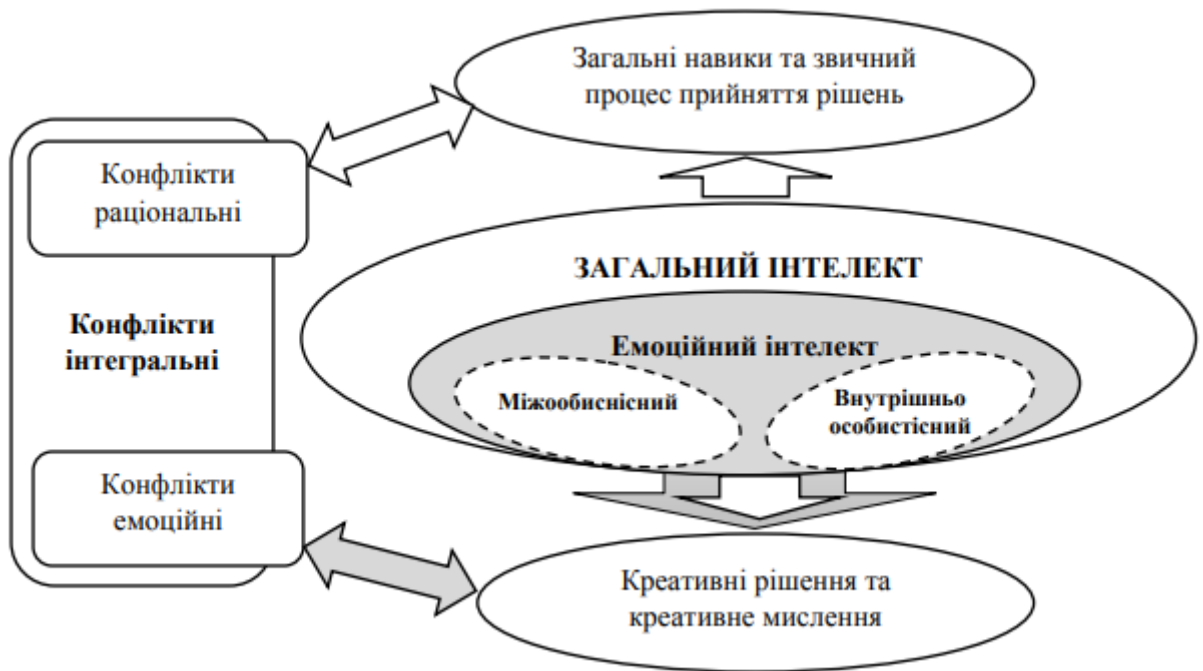 Загальні навики та звичний
процес прийняття рішень
Конфлікти
раціональні
ЗАГАЛЬНИЙ ІНТЕЛЕКТ
Конфлікти
інтегральні
Емоційний інтелект
Міжообиснісний
Внутрішньо
особистісний
Конфлікти
емоційні
Креативні рішення та
креативне мислення